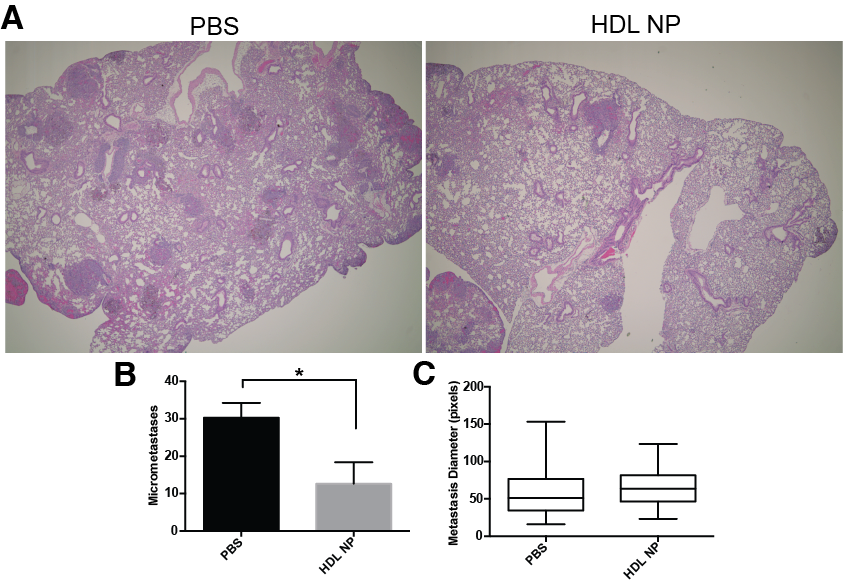 A
PBS
HDL NP
B
*
40
30
20
10
0
Micrometastases
PBS
HDL NP
C
200
150
100
50
0
Metastasis Diameter (pixels)
PBS
HDL NP